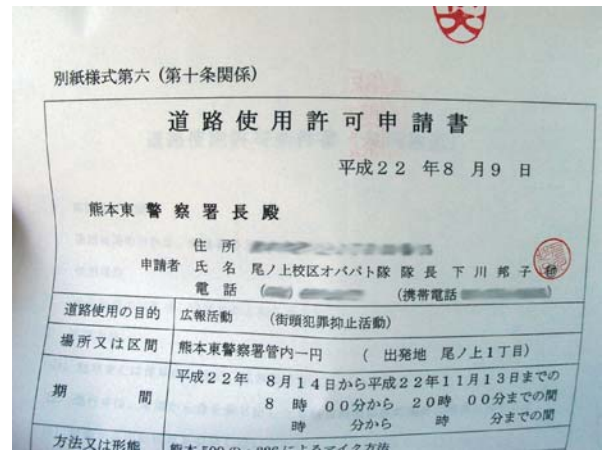 別紙様式第六(第十条関係)
道路使用許可申請書
平成22 年8 月9 日
熊本東 警 察 署 長 殿
住 所
申請者 氏 名 尾ノ上校区オパパト隊 隊 長 下 川 邦 子
電 話 ( ) (携帯電話 )
道路使用の目的 広報活動 (街頭犯罪抑止活動)
場所又は区間 熊本東警察署管内一円 ( 出発地 尾ノ上1丁目)
期 間 平成22年 8月14日から平成22年11月13日までの
8 時 00分から 20時 00分までの間
時 分から 時 分までの間
方法又は形態 によるマイク方法